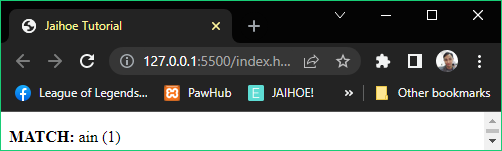 Jaihoe Tutorial
127.0.0.1:5500/index.h...
League of Legends... PawHub JAIHOE! » Other bookmarks
MATCH: ain (1)